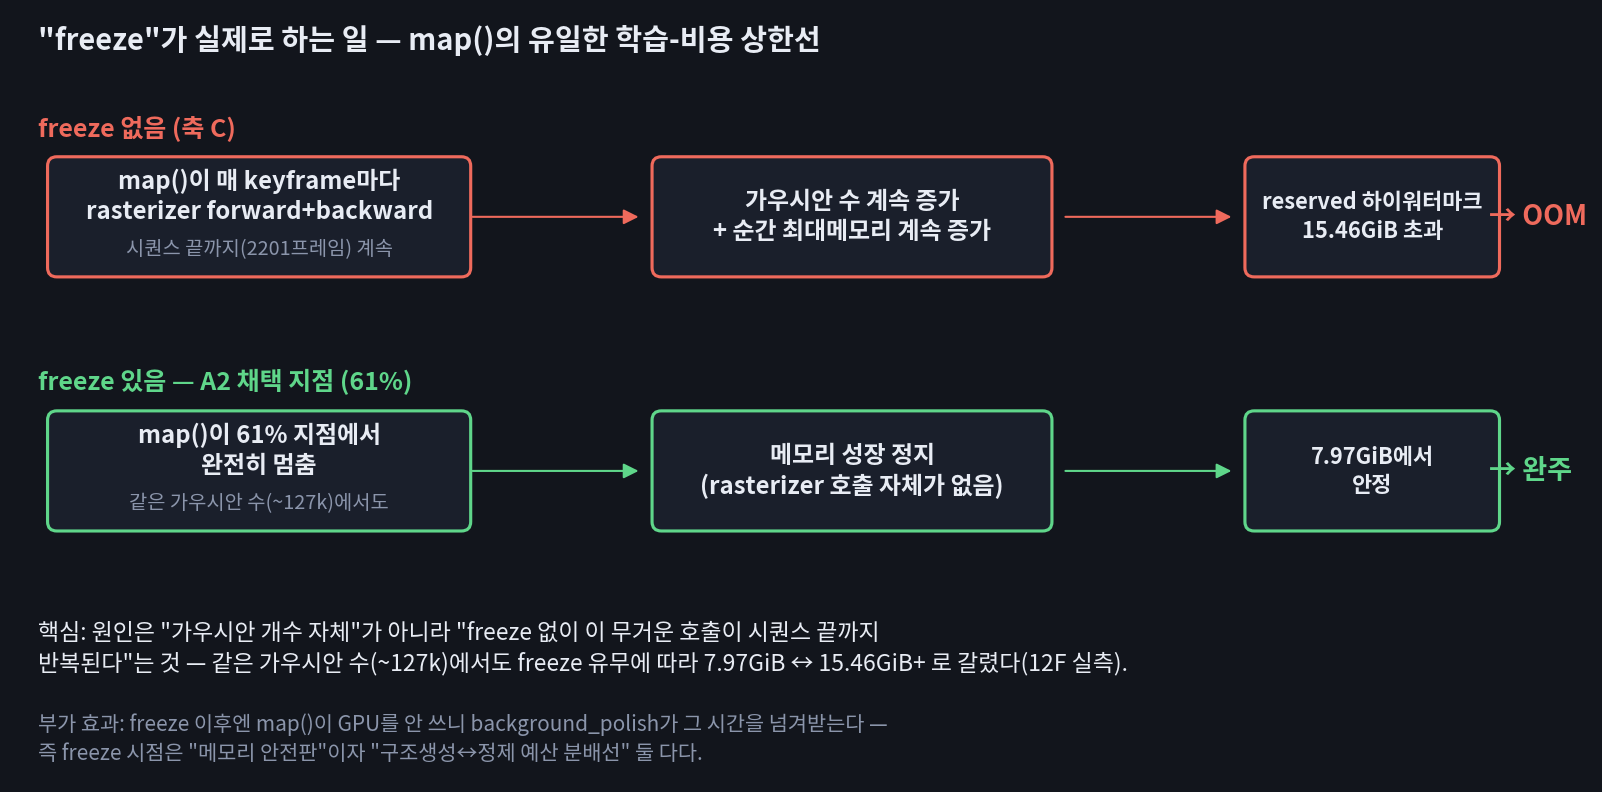 "freeze"가 실제로 하는 일 — map()의 유일한 학습-비용 상한선
freeze 없음 (축 C)
map()이 매 keyframe마다
rasterizer forward+backward
시퀀스 끝까지(2201프레임) 계속
가우시안 수 계속 증가
+ 순간 최대메모리 계속 증가
reserved 하이워터마크
15.46GiB 초과
→ OOM
freeze 있음 — A2 채택 지점 (61%)
map()이 61% 지점에서
완전히 멈춤
같은 가우시안 수(~127k)에서도
메모리 성장 정지
(rasterizer 호출 자체가 없음)
7.97GiB에서
안정
→ 완주
핵심: 원인은 "가우시안 개수 자체"가 아니라 "freeze 없이 이 무거운 호출이 시퀀스 끝까지
반복된다"는 것 — 같은 가우시안 수(~127k)에서도 freeze 유무에 따라 7.97GiB ↔ 15.46GiB+ 로 갈렸다(12F 실측).
부가 효과: freeze 이후엔 map()이 GPU를 안 쓰니 background_polish가 그 시간을 넘겨받는다 —
즉 freeze 시점은 "메모리 안전판"이자 "구조생성↔정제 예산 분배선" 둘 다다.